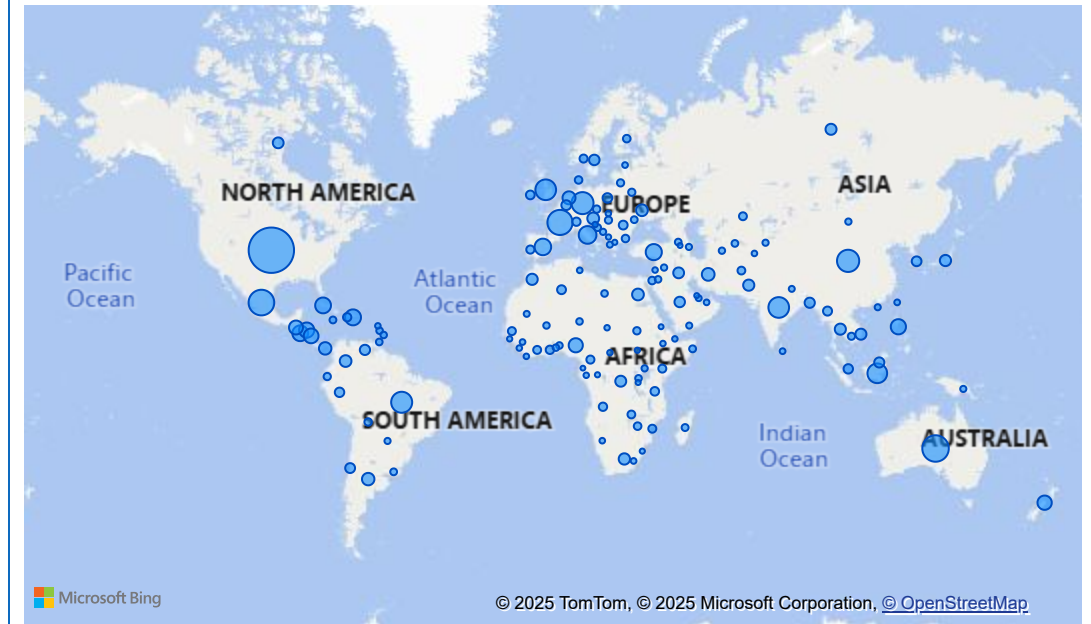 ASIA
NORTH AMERICA
EUROPE
Pacific
Ocean
Atlantic
Ocean
AFRICA
SOUTH AMERICA
Indian
Ocean
AUSTRALIA
Microsoft Bing
© 2025 TomTom, © 2025 Microsoft Corporation, © OpenStreetMap